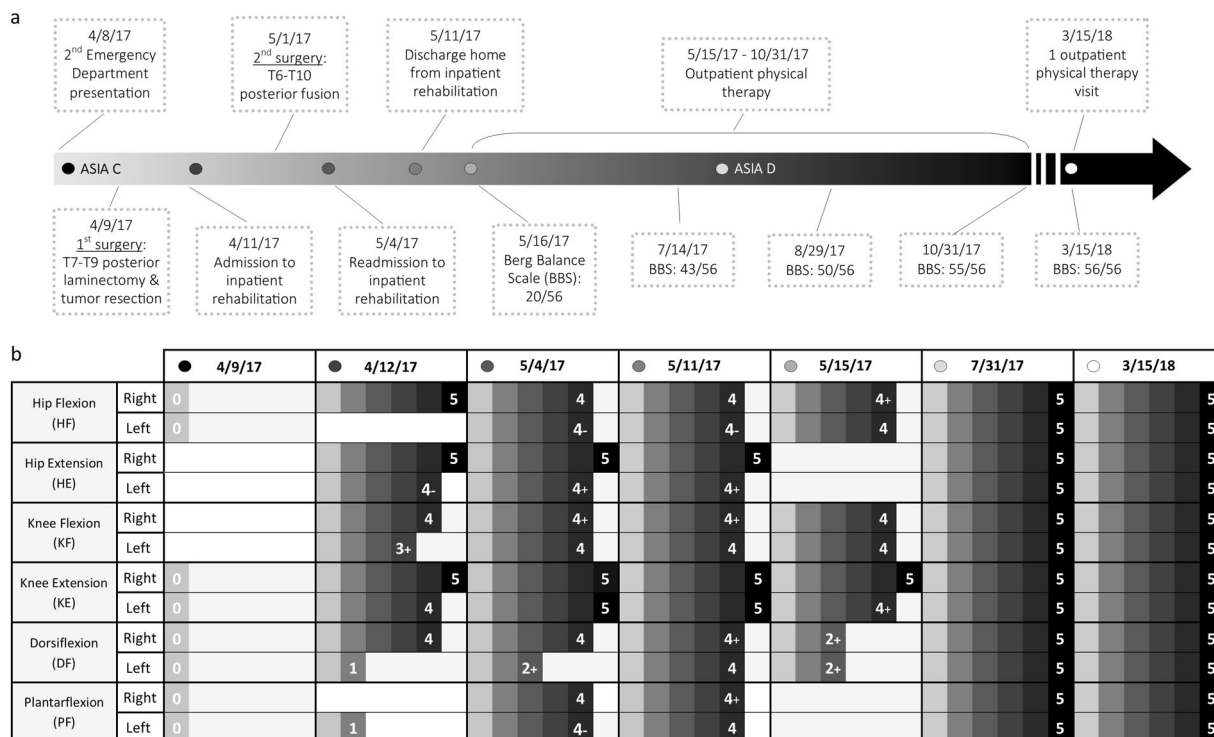 a
4/8/17
2nd Emergency
Department
presentation
5/1/17
2nd surgery:
T6-T10
posterior fusion
5/11/17
Discharge home
from inpatient
rehabilitation
5/15/17 - 10/31/17
Outpatient physical
therapy
3/15/18
1 outpatient
physical therapy
visit
ASIA C
ASIA D
4/9/17
1st surgery:
T7-T9 posterior
laminectomy &
tumor resection
4/11/17
Admission to
inpatient
rehabilitation
5/4/17
Readmission to
inpatient
rehabilitation
5/16/17
Berg Balance
Scale (BBS):
20/56
7/14/17
BBS: 43/56
8/29/17
BBS: 50/56
10/31/17
BBS: 55/56
3/15/18
BBS: 56/56
b
4/9/17 4/12/17 5/4/17 5/11/17 5/15/17 7/31/17 3/15/18
Hip Flexion
(HF)
Right 0 5 4 4 4+ 5 5
Left 0 4- 4- 4 5 5
Hip Extension
(HE)
Right 5 5 5 5 5
Left 4- 4+ 4+ 5 5
Knee Flexion
(KF)
Right 4 4+ 4+ 4 5 5
Left 3+ 4 4 4 5 5
Knee Extension
(KE)
Right 0 5 5 5 5 5 5
Left 0 4 5 5 4+ 5 5
Dorsiflexion
(DF)
Right 0 4 4 4+ 2+ 5 5
Left 0 1 2+ 4 2+ 5 5
Plantarflexion
(PF)
Right 0 4 4+ 5 5
Left 0 1 4- 4 5 5